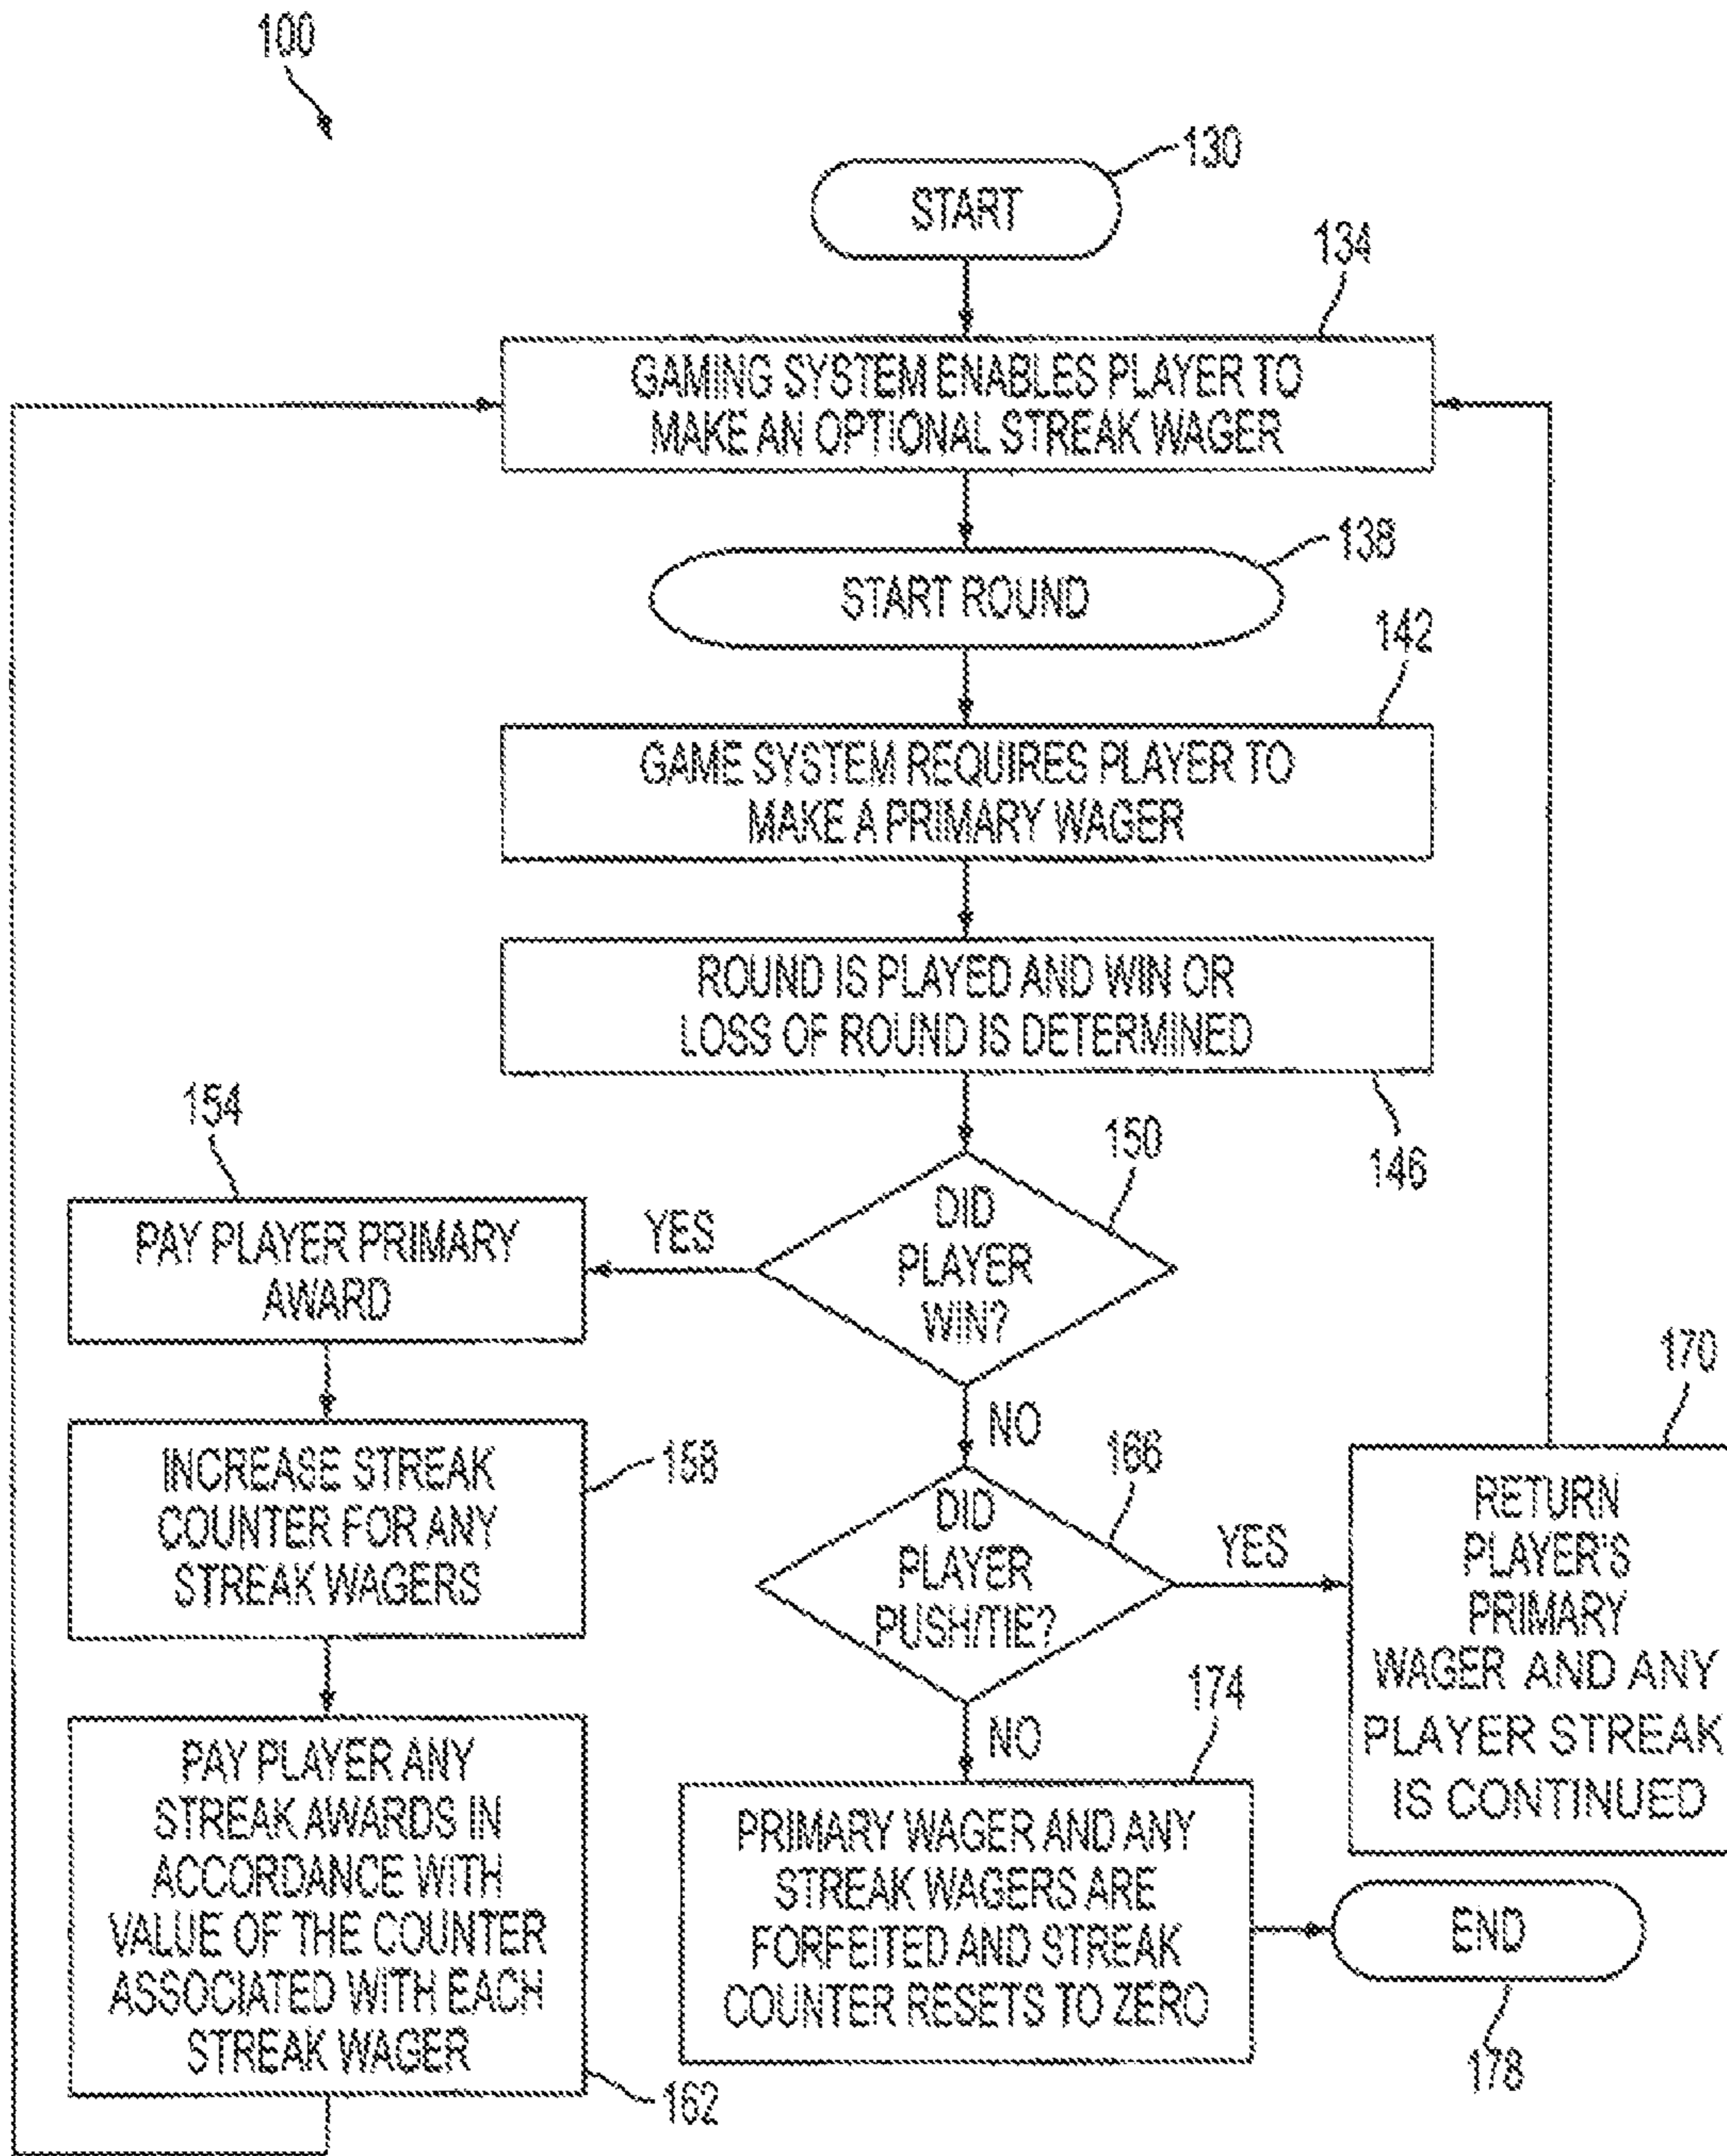 100
130
START
134
GAMING SYSTEM ENABLES PLAYER TO
MAKE AN OPTIONAL STREAK WAGER
138
START ROUND
142
GAME SYSTEM REQUIRES PLAYER TO
MAKE A PRIMARY WAGER
ROUND IS PLAYED AND WIN OR
LOSS OF ROUND IS DETERMINED
146
150
DID
PLAYER
WIN?
YES
154
PAY PLAYER PRIMARY
AWARD
INCREASE STREAK
COUNTER FOR ANY
STREAK WAGERS
158
PAY PLAYER ANY
STREAK AWARDS IN
ACCORDANCE WITH
VALUE OF THE COUNTER
ASSOCIATED WITH EACH
STREAK WAGER
162
NO
166
DID
PLAYER
PUSH/TIE?
YES
170
RETURN
PLAYER'S
PRIMARY
WAGER AND ANY
PLAYER STREAK
IS CONTINUED
NO
174
PRIMARY WAGER AND ANY
STREAK WAGERS ARE
FORFEITED AND STREAK
COUNTER RESETS TO ZERO
END
178